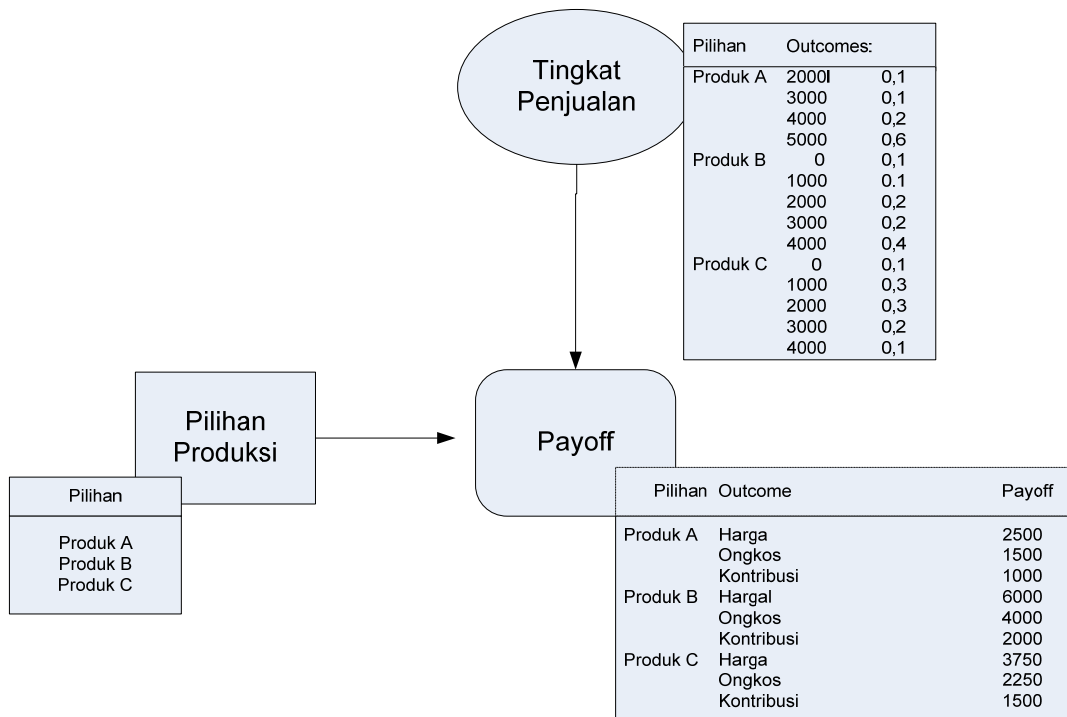 Tingkat
Penjualan
Pilihan Outcomes:
Produk A 2000l 0,1
3000 0,1
4000 0,2
5000 0,6
Produk B 0 0,1
1000 0.1
2000 0,2
3000 0,2
4000 0,4
Produk C 0 0,1
1000 0,3
2000 0,3
3000 0,2
4000 0,1
Pilihan
Produksi
Pilihan
Produk A
Produk B
Produk C
Payoff
Pilihan Outcome Payoff
Produk A Harga 2500
Ongkos 1500
Kontribusi 1000
Produk B Hargal 6000
Ongkos 4000
Kontribusi 2000
Produk C Harga 3750
Ongkos 2250
Kontribusi 1500